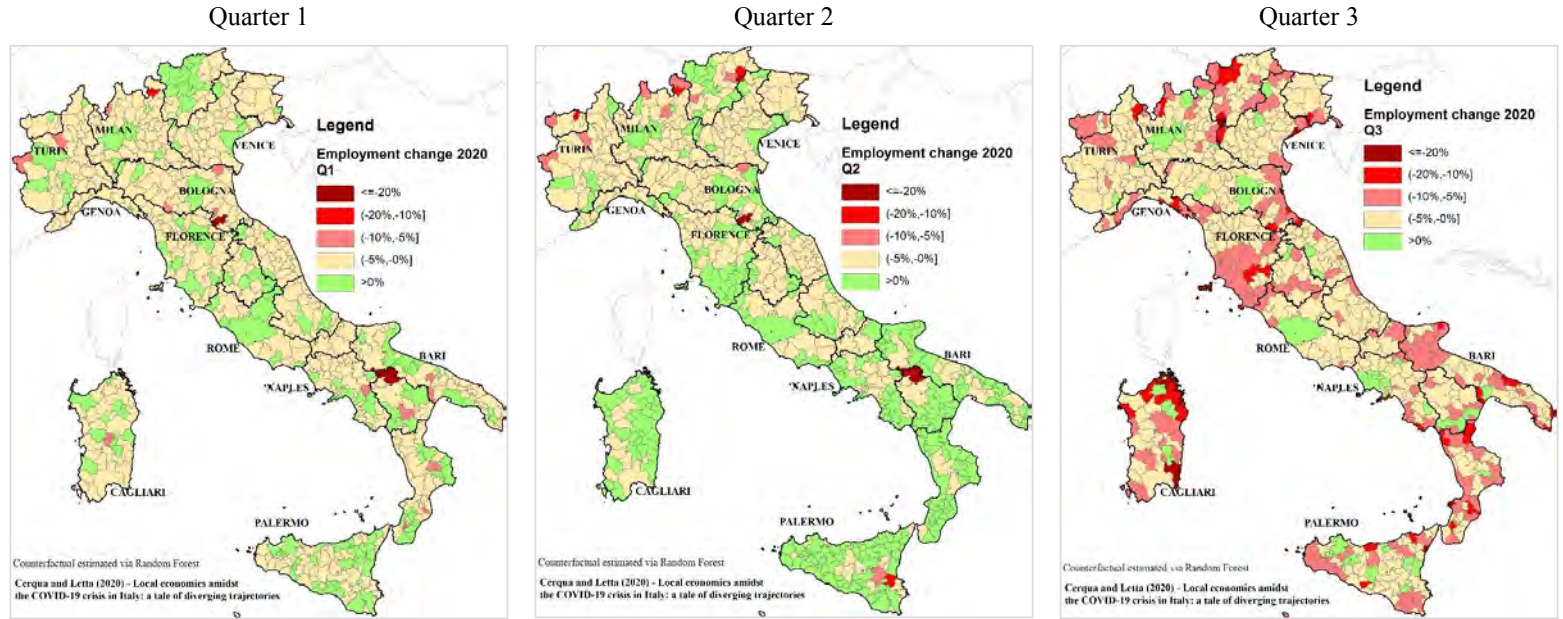 Quarter 1
Quarter 2
Quarter 3
MILAN
TURIN
VENICE
BOLOGNA
GENOA
FLORENCE
ROME
NAPLES
BARI
CAGLIARI
PALERMO
Legend
Employment change 2020
Q1
<=-20%
(-20%,-10%]
(-10%,-5%]
(-5%,-0%]
>0%
Counterfactual estimated via Random Forest
Cerqua and Letta (2020) - Local economics amidst
the COVID-19 crisis in Italy: a tale of diverging trajectories
MILAN
TURIN
VENICE
BOLOGNA
GENOA
FLORENCE
ROME
NAPLES
BARI
CAGLIARI
PALERMO
Legend
Employment change 2020
Q2
<=-20%
(-20%,-10%]
(-10%,-5%]
(-5%,-0%]
>0%
Counterfactual estimated via Random Forest
Cerqua and Letta (2020) - Local economics amidst
the COVID-19 crisis in Italy: a tale of diverging trajectories
MILAN
TURIN
VENICE
BOLOGNA
GENOA
FLORENCE
ROME
NAPLES
BARI
CAGLIARI
PALERMO
Legend
Employment change 2020
Q3
<=-20%
(-20%,-10%]
(-10%,-5%]
(-5%,-0%]
>0%
Counterfactual estimated via Random Forest
Cerqua and Letta (2020) - Local economics amidst
the COVID-19 crisis in Italy: a tale of diverging trajectories